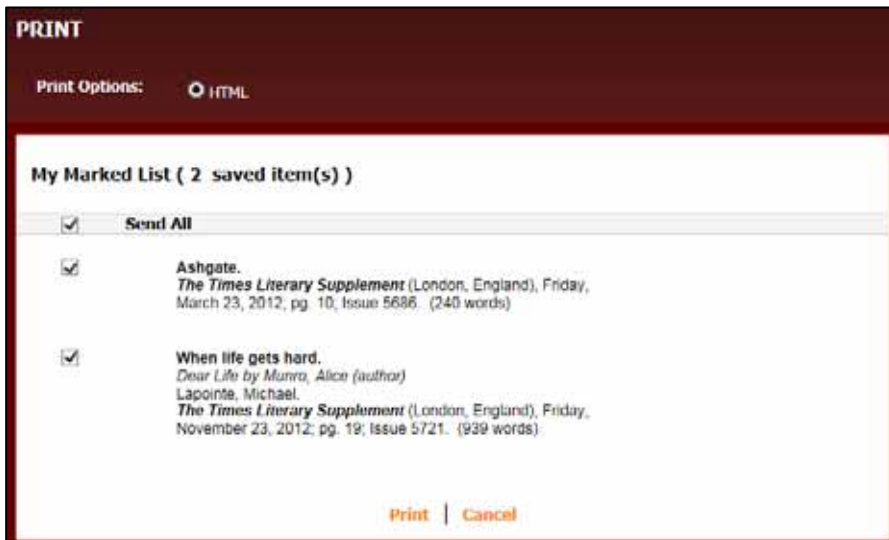 PRINT
Print Options: HTML
My Marked List ( 2 saved item(s) )
Send All
Ashgate.
The Times Literary Supplement (London, England), Friday,
March 23, 2012; pg. 10; Issue 5686. (240 words)
When life gets hard.
Dear Life by Munro, Alice (author)
Lapointe, Michael.
The Times Literary Supplement (London, England), Friday,
November 23, 2012; pg. 19; Issue 5721. (939 words)
Print | Cancel